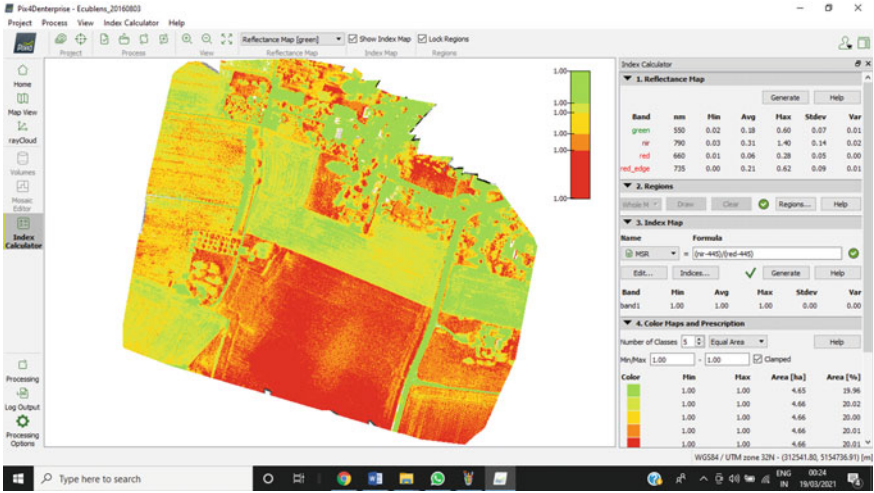 Pix4Denterprise - Ecublens_20160803
Project Process View Index Calculator Help
Reflectance Map [green] Show Index Map Lock Regions
Project Process View Reflectance Map Index Map Regions
Home
Map View
rayCloud
Volumes
Mosaic
Editor
Index
Calculator
Processing
Log Output
Processing
Options
1.00
1.00
1.00
1.00
1.00
1.00
Index Calculator
1. Reflectance Map
Generate Help
Band nm Min Avg Max Stdev Var
green 550 0.02 0.18 0.60 0.07 0.01
nir 790 0.03 0.31 1.40 0.14 0.02
red 660 0.01 0.06 0.28 0.05 0.00
red_edge 735 0.00 0.21 0.62 0.09 0.01
2. Regions
Whole M Draw Clear Regions... Help
3. Index Map
Name Formula
MSR = (nir-445)/(red-445)
Edit... Indices... Generate Help
Band Min Avg Max Stdev Var
band1 1.00 1.00 1.00 0.00 0.00
4. Color Maps and Prescription
Number of Classes 5 Equal Area Help
Min/Max 1.00 - 1.00 Clamped
Color Min Max Area [ha] Area [%]
1.00 1.00 4.65 19.96
1.00 1.00 4.66 20.02
1.00 1.00 4.66 20.00
1.00 1.00 4.66 20.01
1.00 1.00 4.66 20.01
WGS84 / UTM zone 32N - (312541.80, 5154736.91) [m]
Type here to search
ENG 00:24
IN 19/03/2021